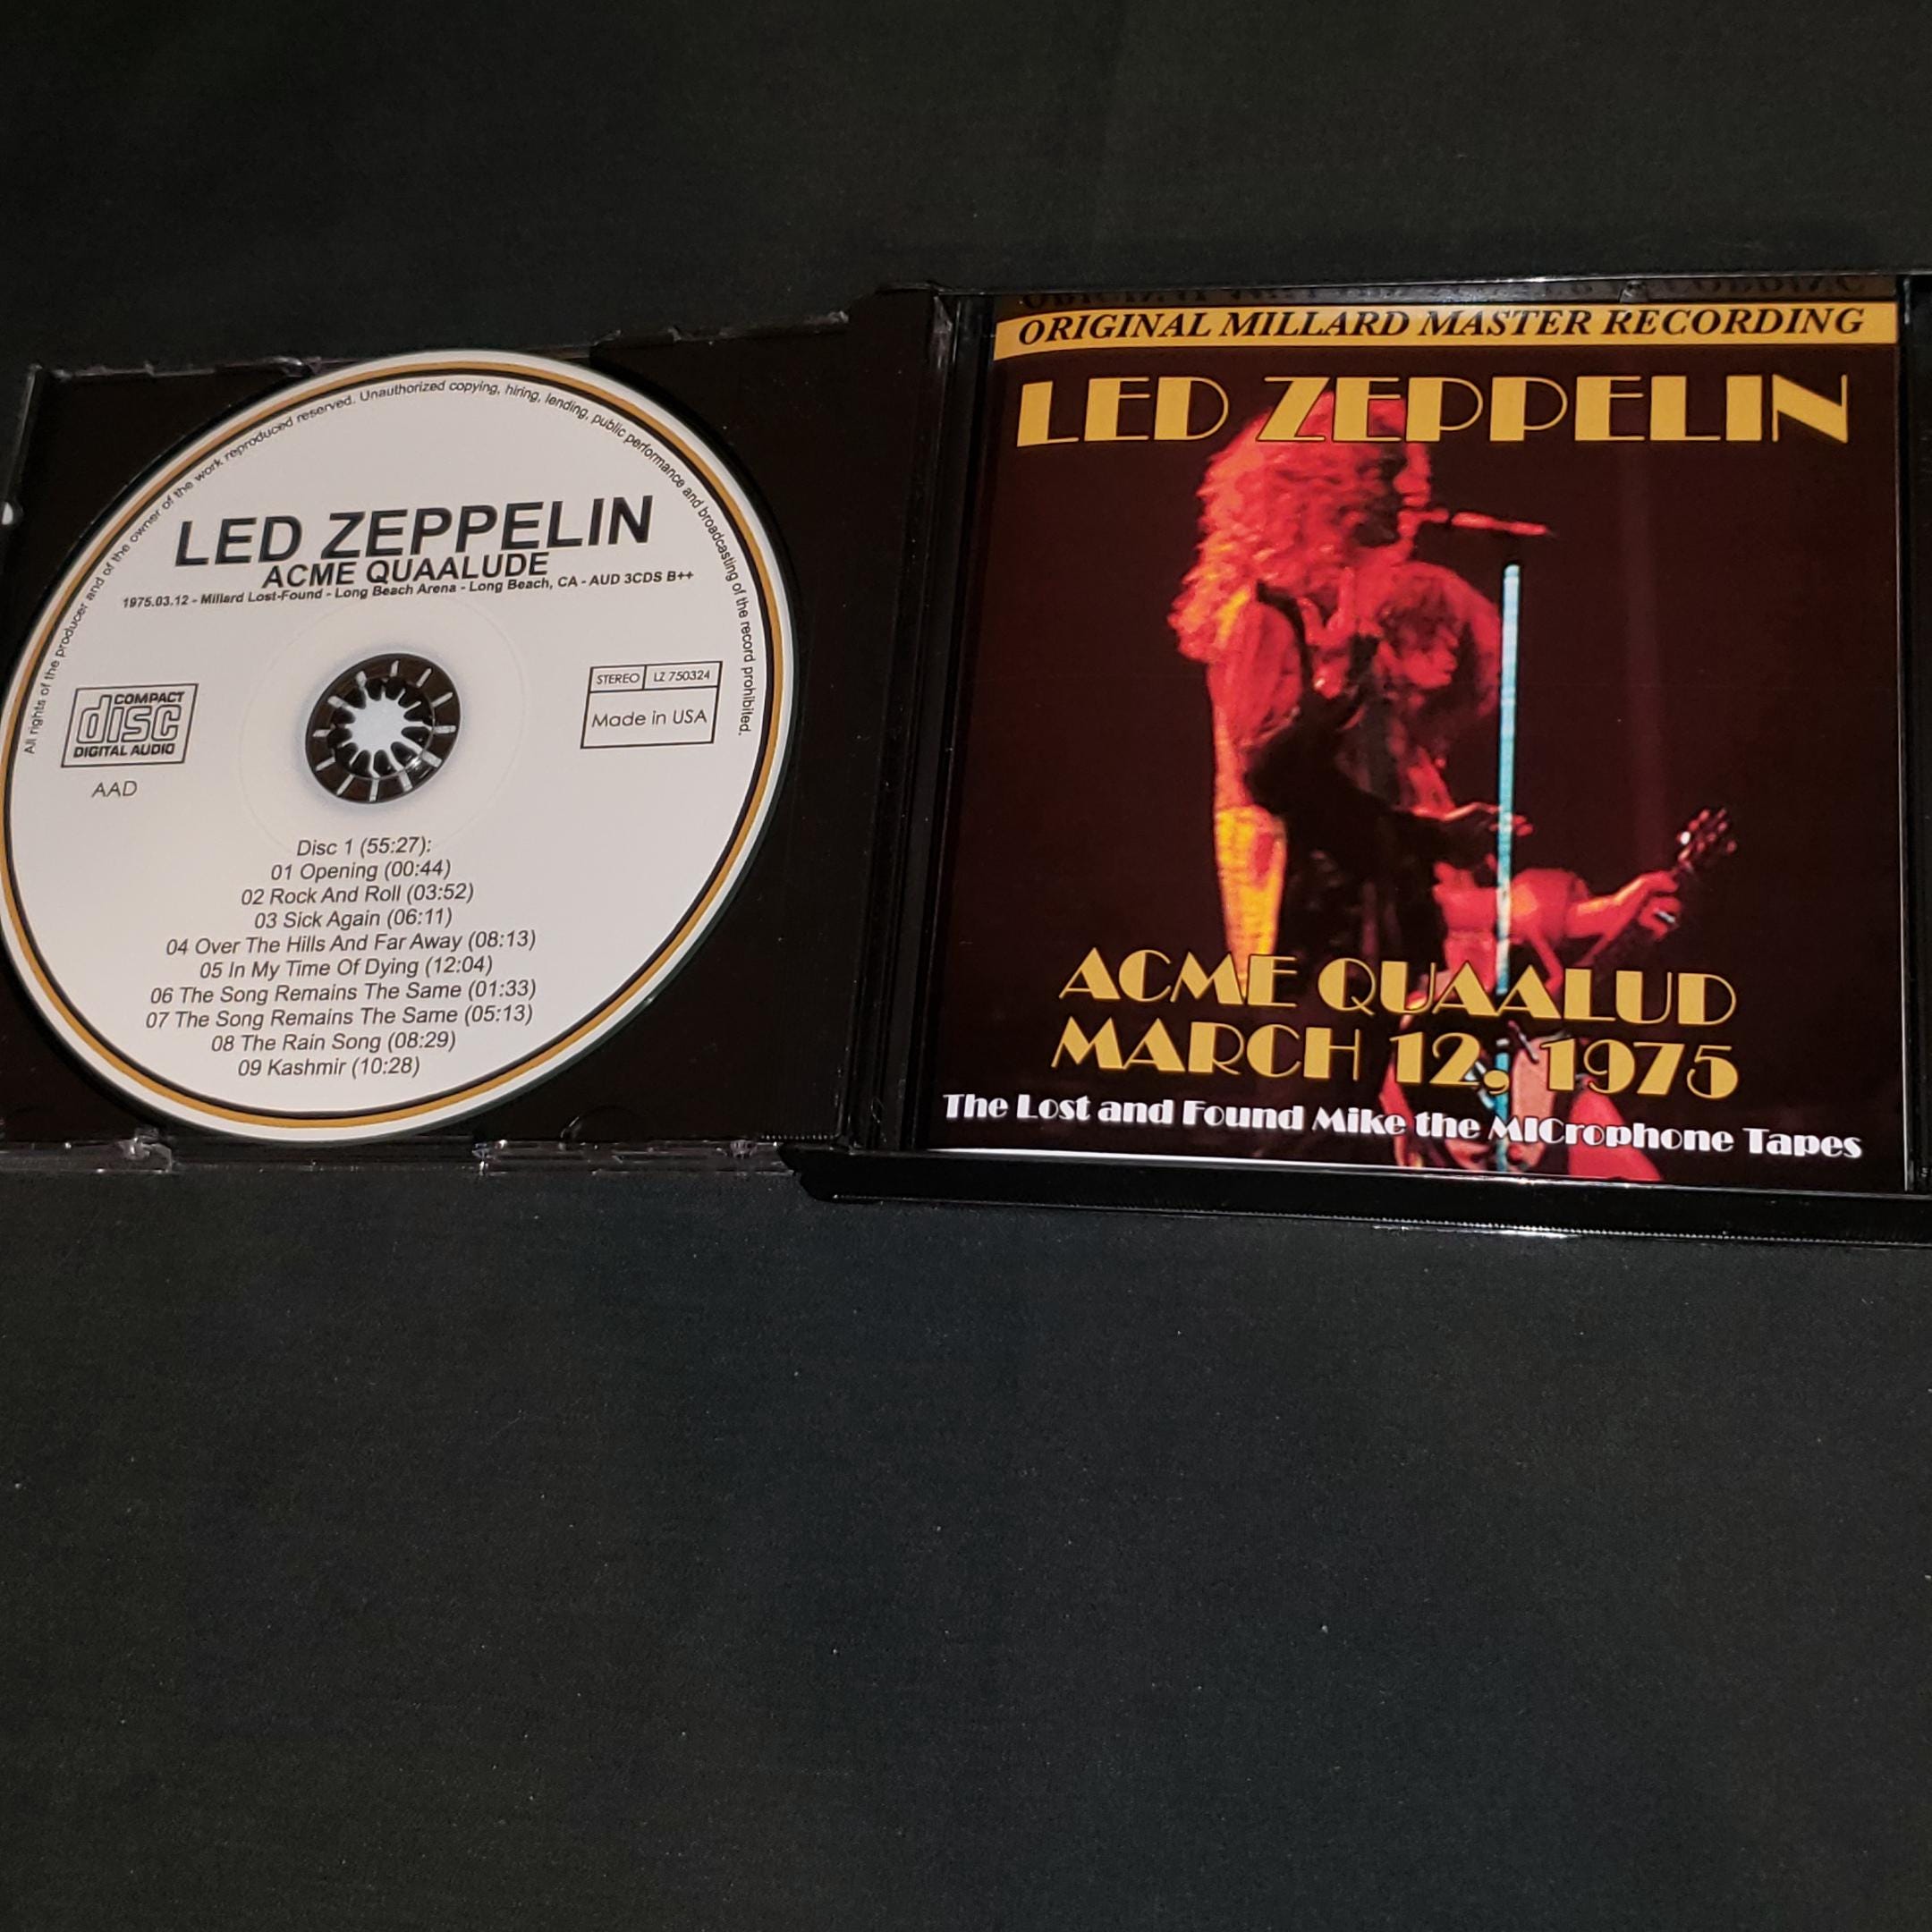 All rights of the producer and of the owner of the work reproduced reserved. Unauthorized copying, hiring, lending, public performance and broadcasting of the record prohibited.
LED ZEPPELIN
ACME QUAALUDE
1975.03.12 - Millard Lost-Found - Long Beach Arena - Long Beach, CA - AUD 3CDS B++
COMPACT
disc
DIGITAL AUDIO
AAD
STEREO LZ 750324
Made in USA
Disc 1 (55:27):
01 Opening (00:44)
02 Rock And Roll (03:52)
03 Sick Again (06:11)
04 Over The Hills And Far Away (08:13)
05 In My Time Of Dying (12:04)
06 The Song Remains The Same (01:33)
07 The Song Remains The Same (05:13)
08 The Rain Song (08:29)
09 Kashmir (10:28)
ORIGINAL MILLARD MASTER RECORDING
LED ZEPPELIN
ACME QUAALUD
MARCH 12, 1975
The Lost and Found Mike the MICrophone Tapes